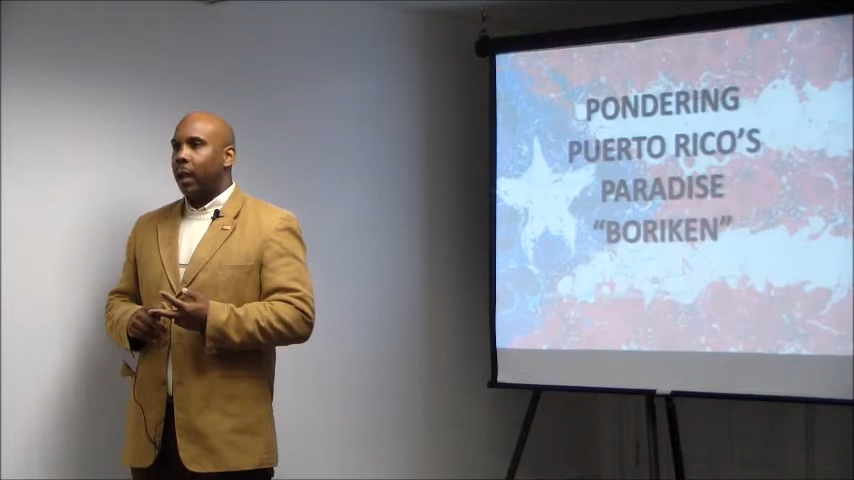 PONDERING
PUERTO RICO'S
PARADISE
"BORIKEN"